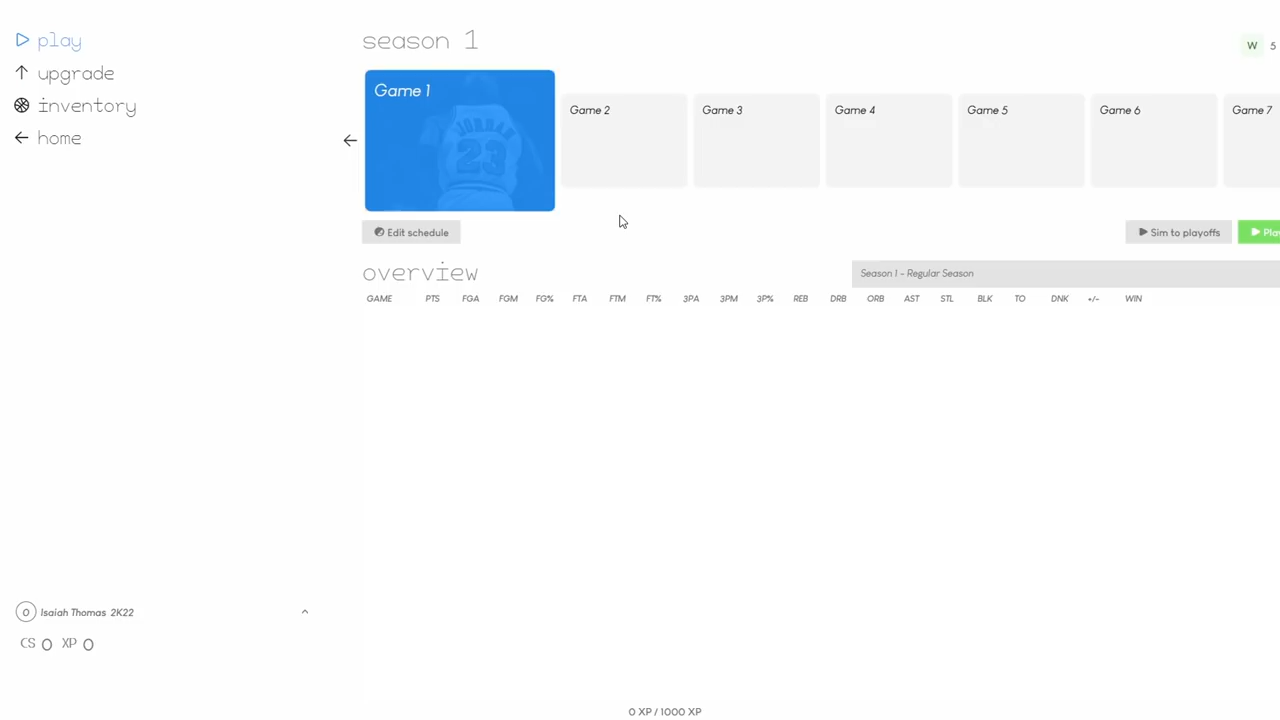 play
upgrade
inventory
home
season 1
W 5
Game 1
JORDAN
23
Game 2
Game 3
Game 4
Game 5
Game 6
Game 7
Edit schedule
Sim to playoffs
overview
Season 1 - Regular Season
GAME PTS FGA FGM FG% FTA FTM FT% 3PA 3PM 3P% REB DRB ORB AST STL BLK TO DNK +/- WIN
0 Isaiah Thomas 2K22
CS 0 XP 0
0 XP / 1000 XP